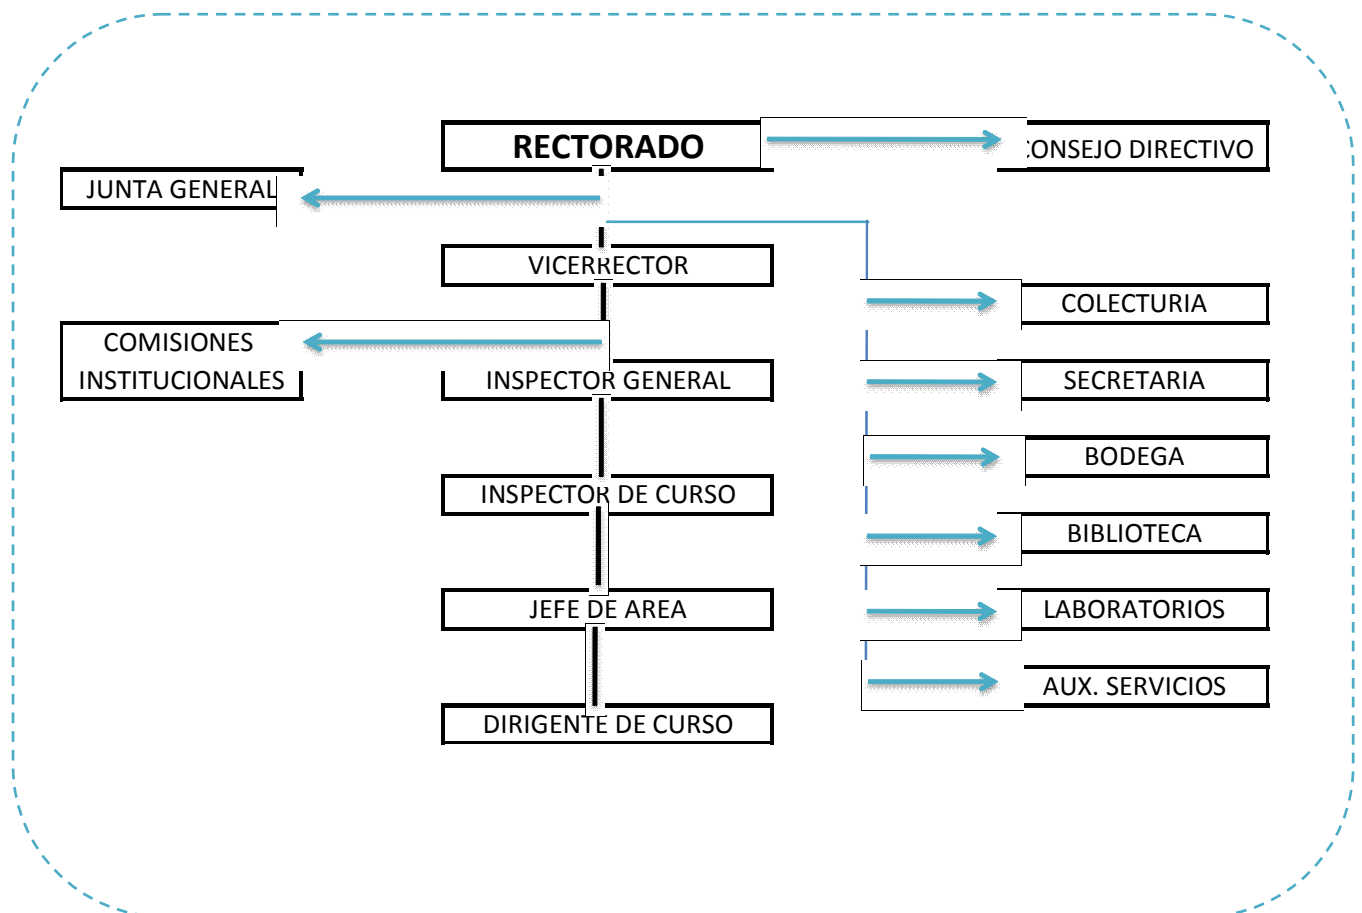 RECTORADO
CONSEJO DIRECTIVO
JUNTA GENERAL
VICERRECTOR
COLECTURIA
COMISIONES
INSTITUCIONALES
INSPECTOR GENERAL
SECRETARIA
BODEGA
INSPECTOR DE CURSO
BIBLIOTECA
JEFE DE AREA
LABORATORIOS
AUX. SERVICIOS
DIRIGENTE DE CURSO